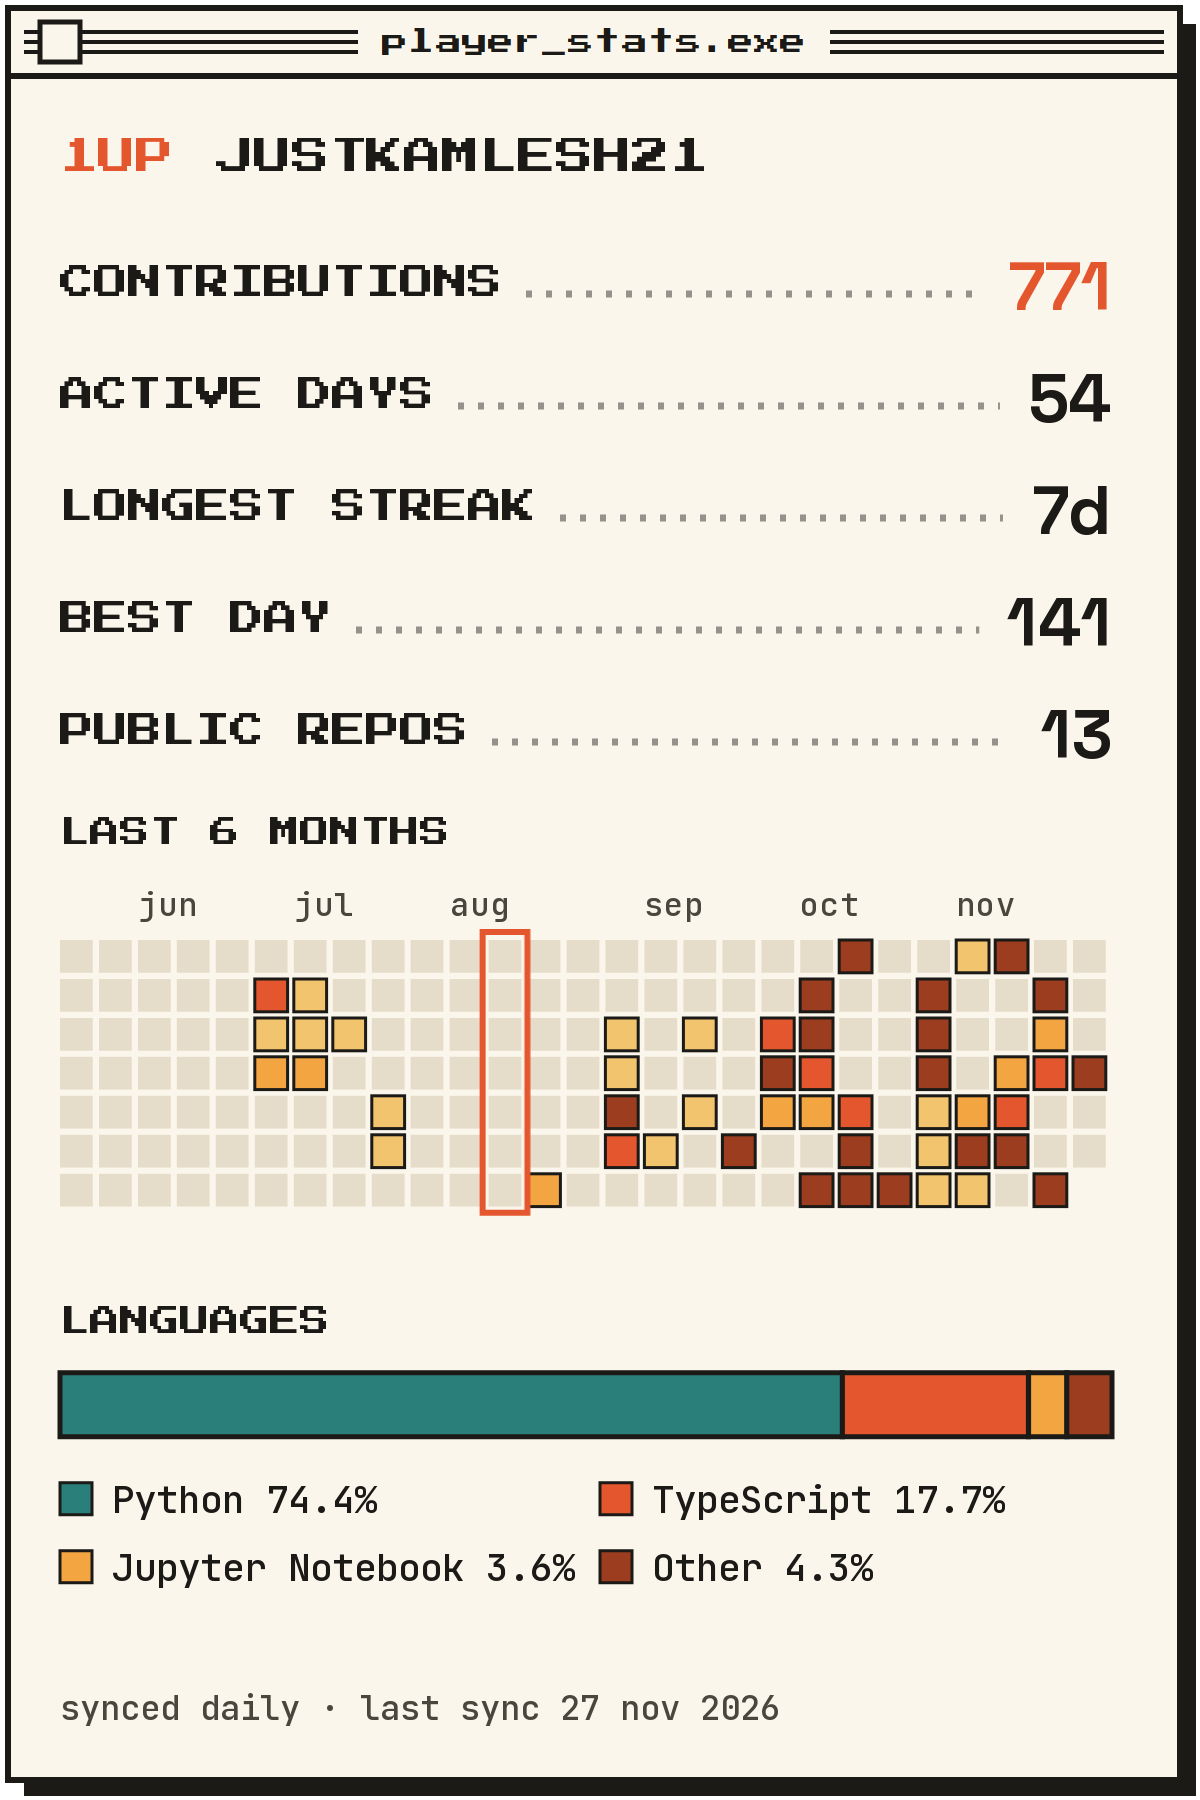 player_stats.exe
1UP JUSTKAMLESH21
CONTRIBUTIONS 771
ACTIVE DAYS 54
LONGEST STREAK 7d
BEST DAY 141
PUBLIC REPOS 13
LAST 6 MONTHS
jun jul aug sep oct nov
LANGUAGES
Python 74.4% TypeScript 17.7%
Jupyter Notebook 3.6% Other 4.3%
synced daily · last sync 27 nov 2026